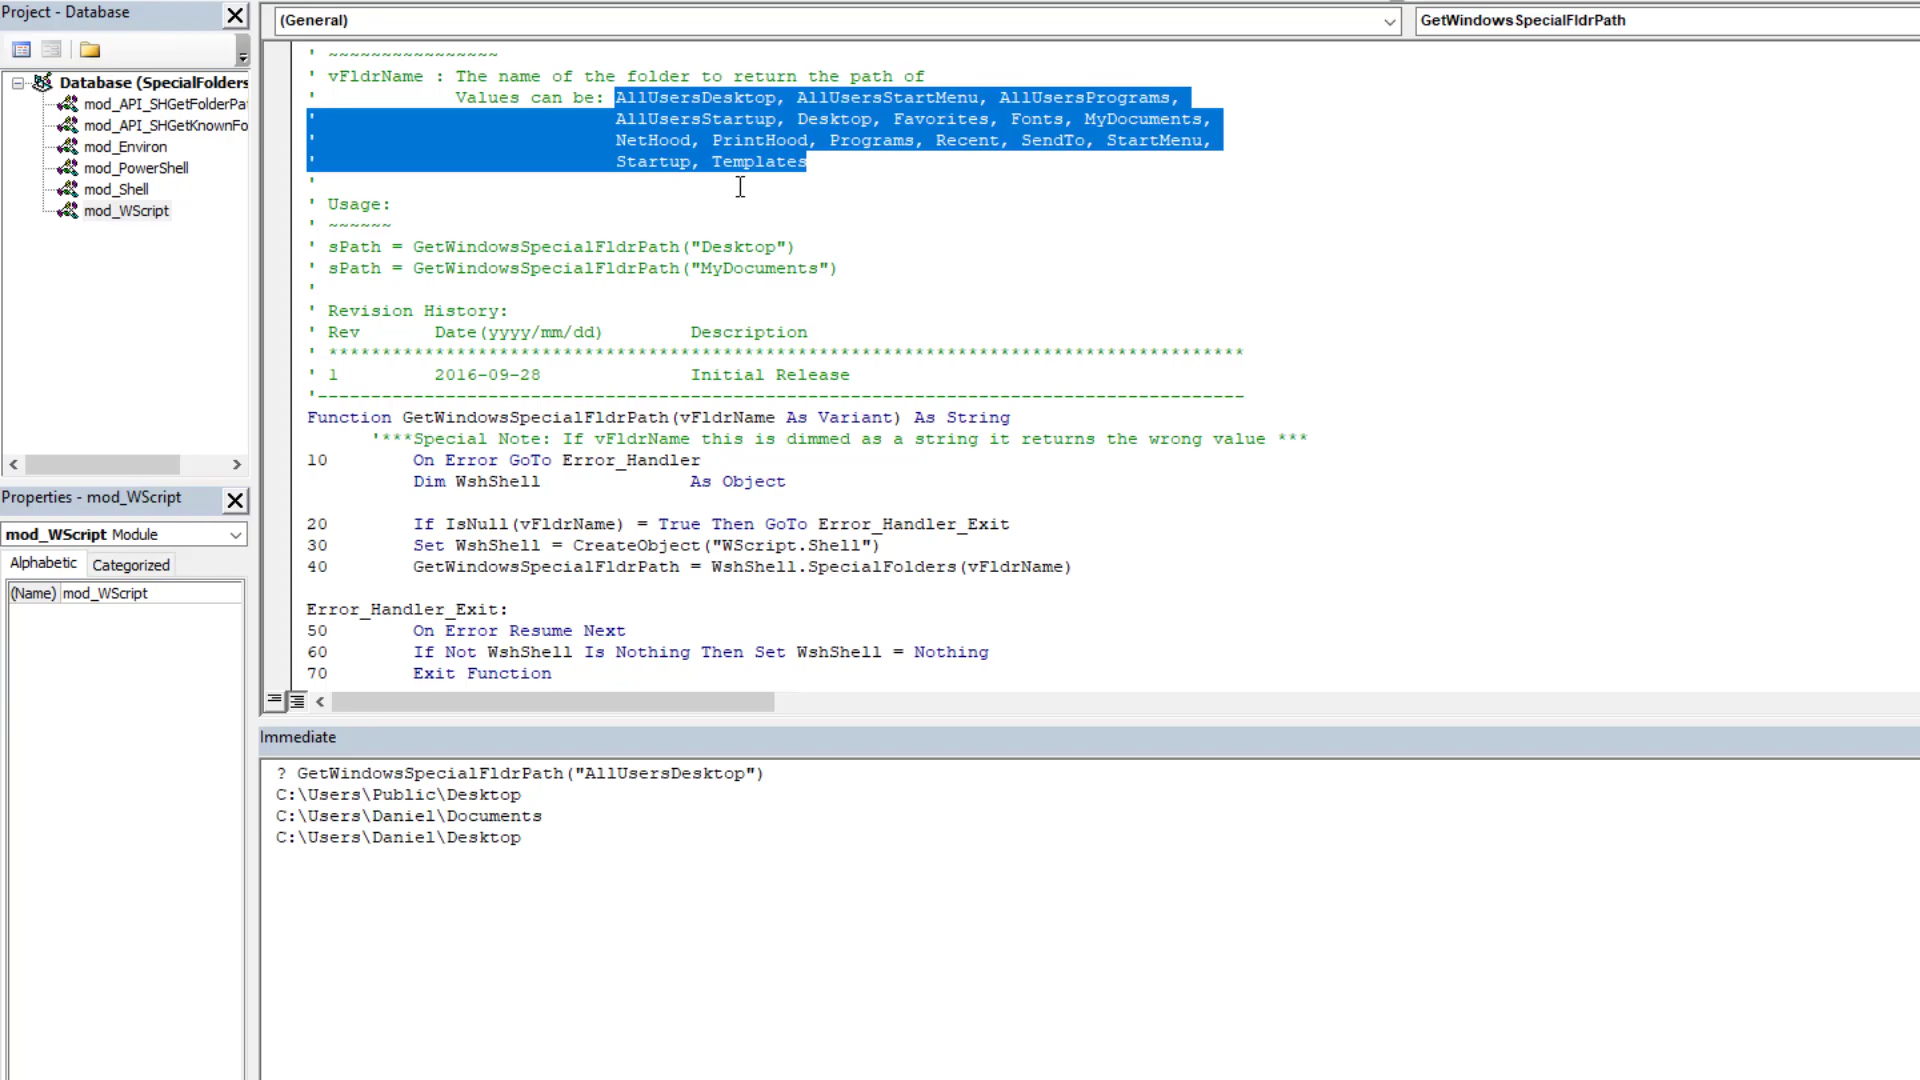 Project - Database
Database (SpecialFolders
mod_API_SHGetFolderPa
mod_API_SHGetKnownFo
mod_Environ
mod_PowerShell
mod_Shell
mod_WScript
Properties - mod_WScript
mod_WScript Module
Alphabetic Categorized
(Name) mod_WScript
(General) GetWindowsSpecialFldrPath
' ~~~~~~~~~~~~~~~~
' vFldrName : The name of the folder to return the path of
' Values can be: AllUsersDesktop, AllUsersStartMenu, AllUsersPrograms,
' AllUsersStartup, Desktop, Favorites, Fonts, MyDocuments,
' NetHood, PrintHood, Programs, Recent, SendTo, StartMenu,
' Startup, Templates
'
' Usage:
' ~~~~~~
' sPath = GetWindowsSpecialFldrPath("Desktop")
' sPath = GetWindowsSpecialFldrPath("MyDocuments")
'
' Revision History:
' Rev Date(yyyy/mm/dd) Description
' **************************************************************************************
' 1 2016-09-28 Initial Release
'---------------------------------------------------------------------------------------
Function GetWindowsSpecialFldrPath(vFldrName As Variant) As String
'***Special Note: If vFldrName this is dimmed as a string it returns the wrong value ***
10 On Error GoTo Error_Handler
Dim WshShell As Object
20 If IsNull(vFldrName) = True Then GoTo Error_Handler_Exit
30 Set WshShell = CreateObject("WScript.Shell")
40 GetWindowsSpecialFldrPath = WshShell.SpecialFolders(vFldrName)
Error_Handler_Exit:
50 On Error Resume Next
60 If Not WshShell Is Nothing Then Set WshShell = Nothing
70 Exit Function
Immediate
? GetWindowsSpecialFldrPath("AllUsersDesktop")
C:\Users\Public\Desktop
C:\Users\Daniel\Documents
C:\Users\Daniel\Desktop